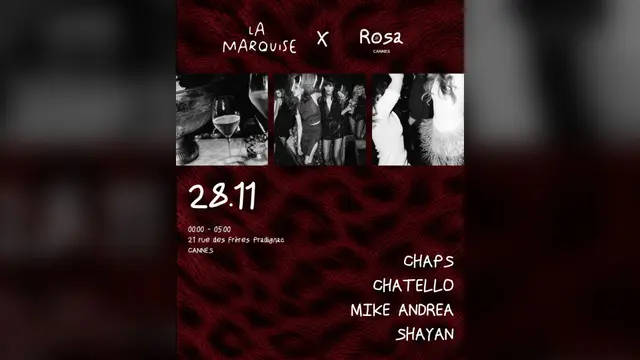 LA MARQUISE X Rosa
CANNES
28.11
00:00 - 05:00
21 rue des Frères Pradignac
CANNES
CHAPS
CHATELLO
MIKE ANDREA
SHAYAN